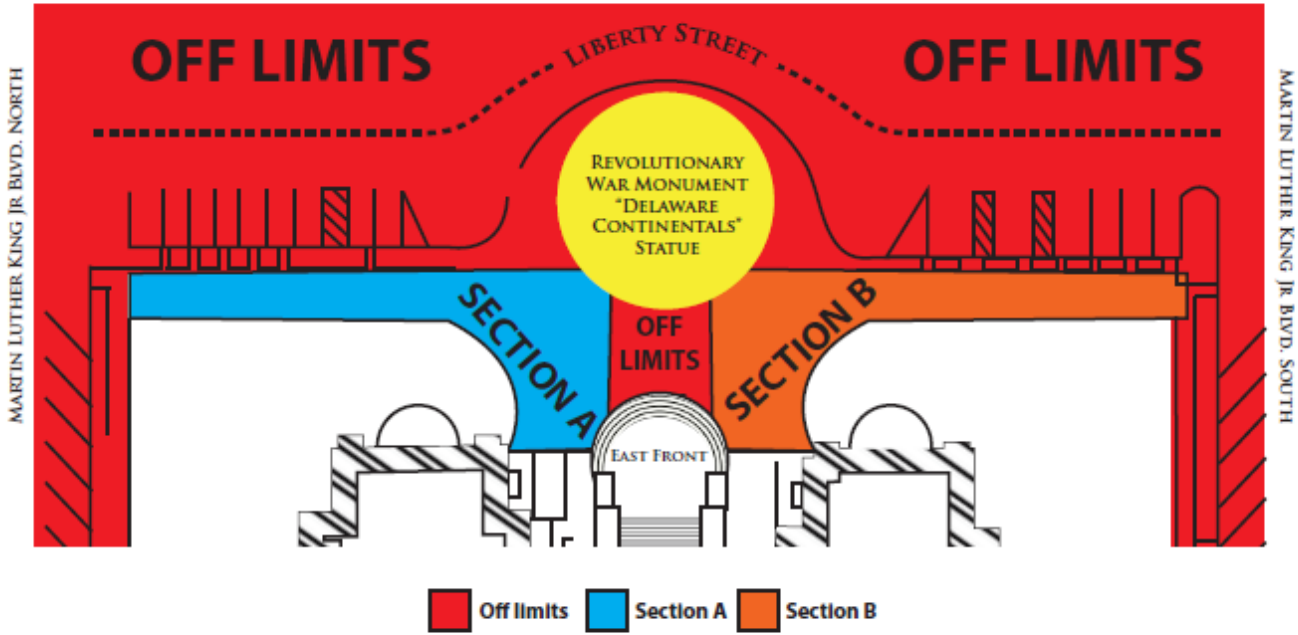 OFF LIMITS
LIBERTY STREET
OFF LIMITS
MARTIN LUTHER KING JR BLVD. NORTH
MARTIN LUTHER KING JR BLVD. SOUTH
REVOLUTIONARY
WAR MONUMENT
"DELAWARE
CONTINENTALS"
STATUE
SECTION A
OFF
LIMITS
SECTION B
EAST FRONT
Off limits
Section A
Section B